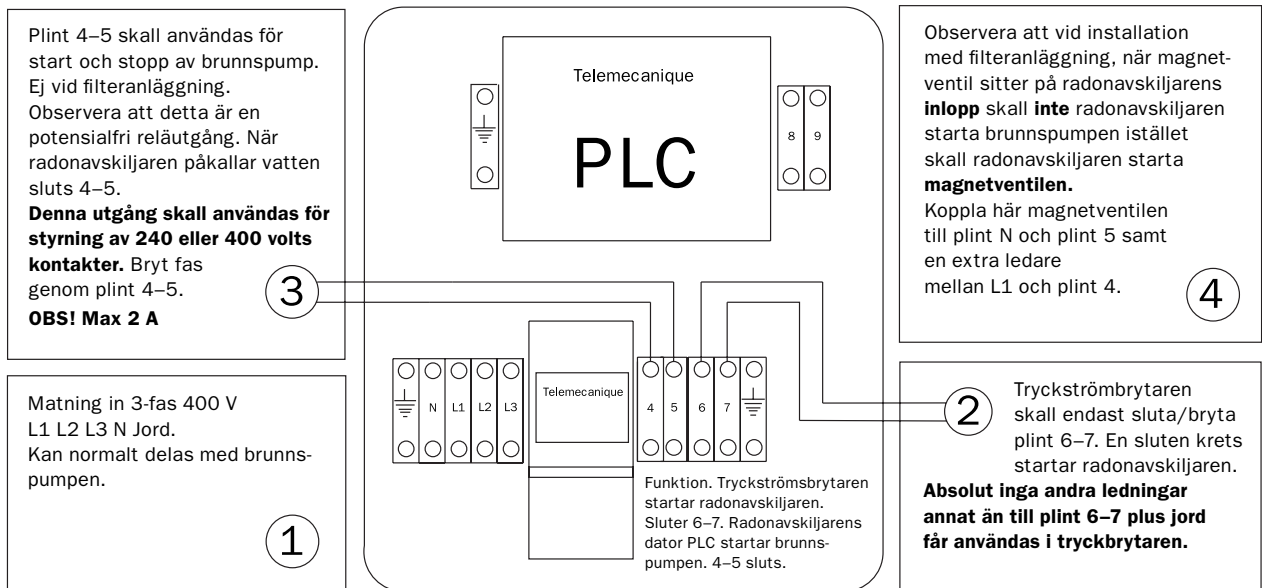 Plint 4–5 skall användas för
start och stopp av brunnspump.
Ej vid filteranläggning.
Observera att detta är en
potensialfri reläutgång. När
radonavskiljaren påkallar vatten
sluts 4–5.
Denna utgång skall användas för
styrning av 240 eller 400 volts
kontakter. Bryt fas
genom plint 4–5.
OBS! Max 2 A
3
Matning in 3-fas 400 V
L1 L2 L3 N Jord.
Kan normalt delas med brunns-
pumpen.
1
Telemecanique
PLC
8 9
N L1 L2 L3
Telemecanique
4 5 6 7
Funktion. Tryckströmsbrytaren
startar radonavskiljaren.
Sluter 6–7. Radonavskiljarens
dator PLC startar brunns-
pumpen. 4–5 sluts.
Observera att vid installation
med filteranläggning, när magnet-
ventil sitter på radonavskiljarens
inlopp skall inte radonavskiljaren
starta brunnspumpen istället
skall radonavskiljaren starta
magnetventilen.
Koppla här magnetventilen
till plint N och plint 5 samt
en extra ledare
mellan L1 och plint 4.
4
2
Tryckströmbrytaren
skall endast sluta/bryta
plint 6–7. En sluten krets
startar radonavskiljaren.
Absolut inga andra ledningar
annat än till plint 6–7 plus jord
får användas i tryckbrytaren.